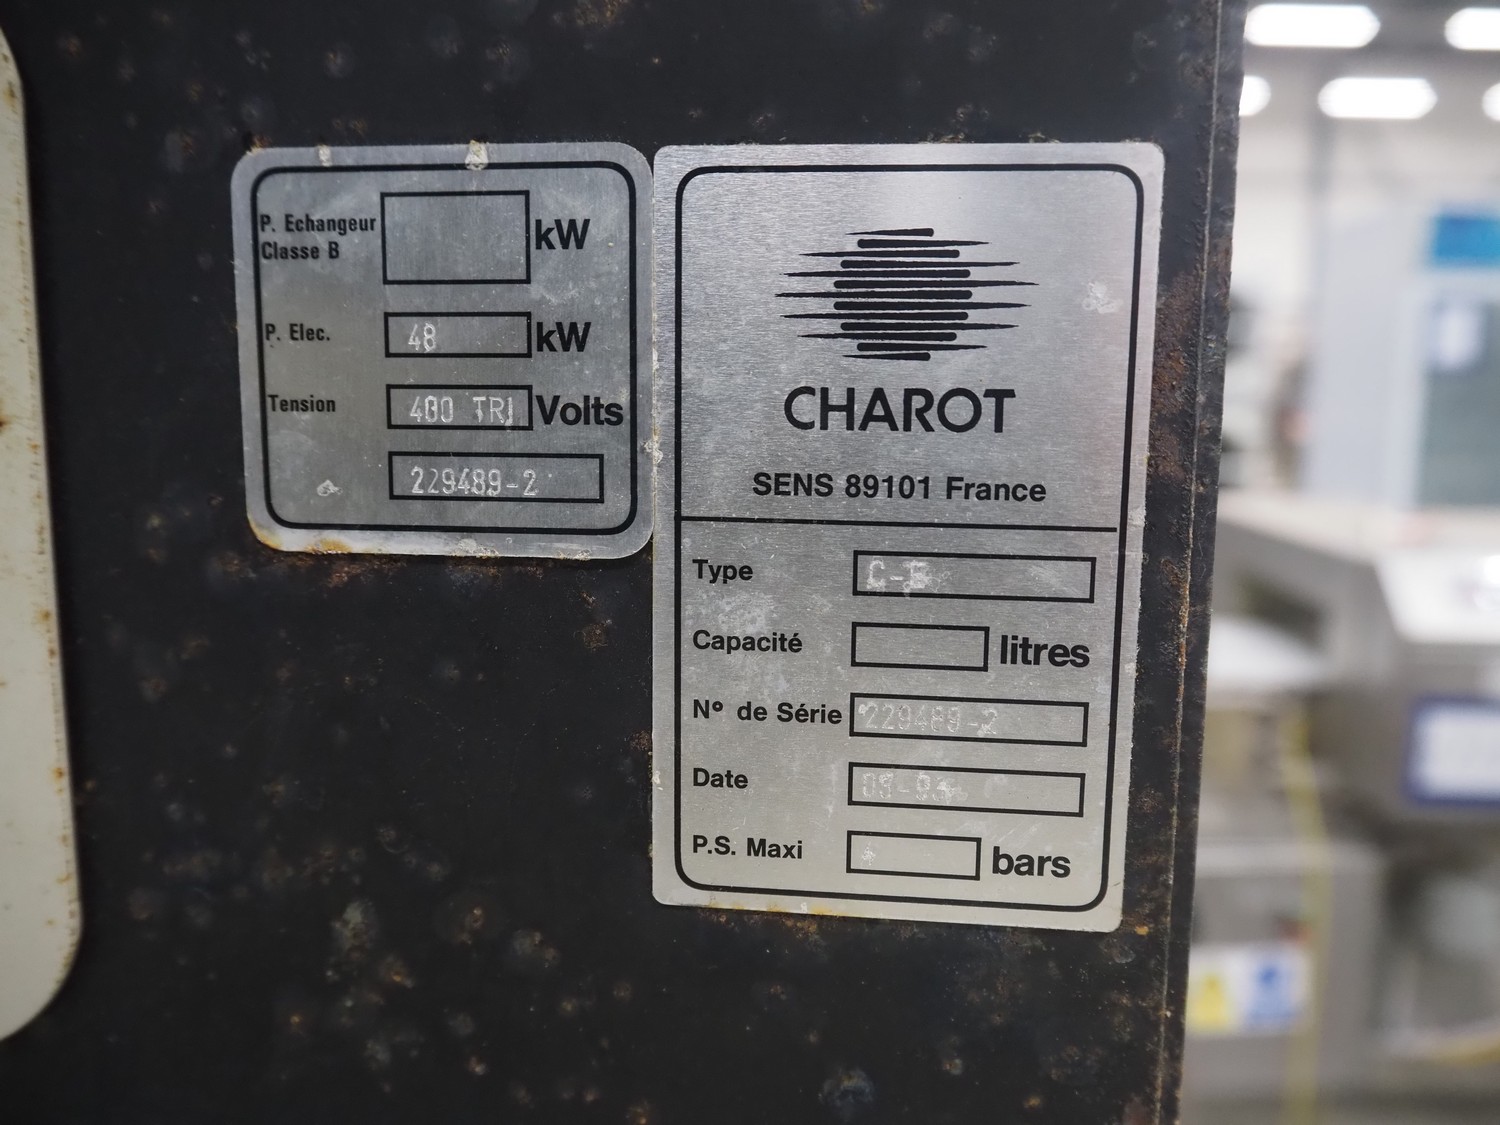 P. Echangeur
Classe B
kW
P. Elec. 48 kW
Tension 400 TRI Volts
229489-2
CHAROT
SENS 89101 France
Type
Capacité litres
Nº de Série 229489-2
Date
P.S. Maxi bars